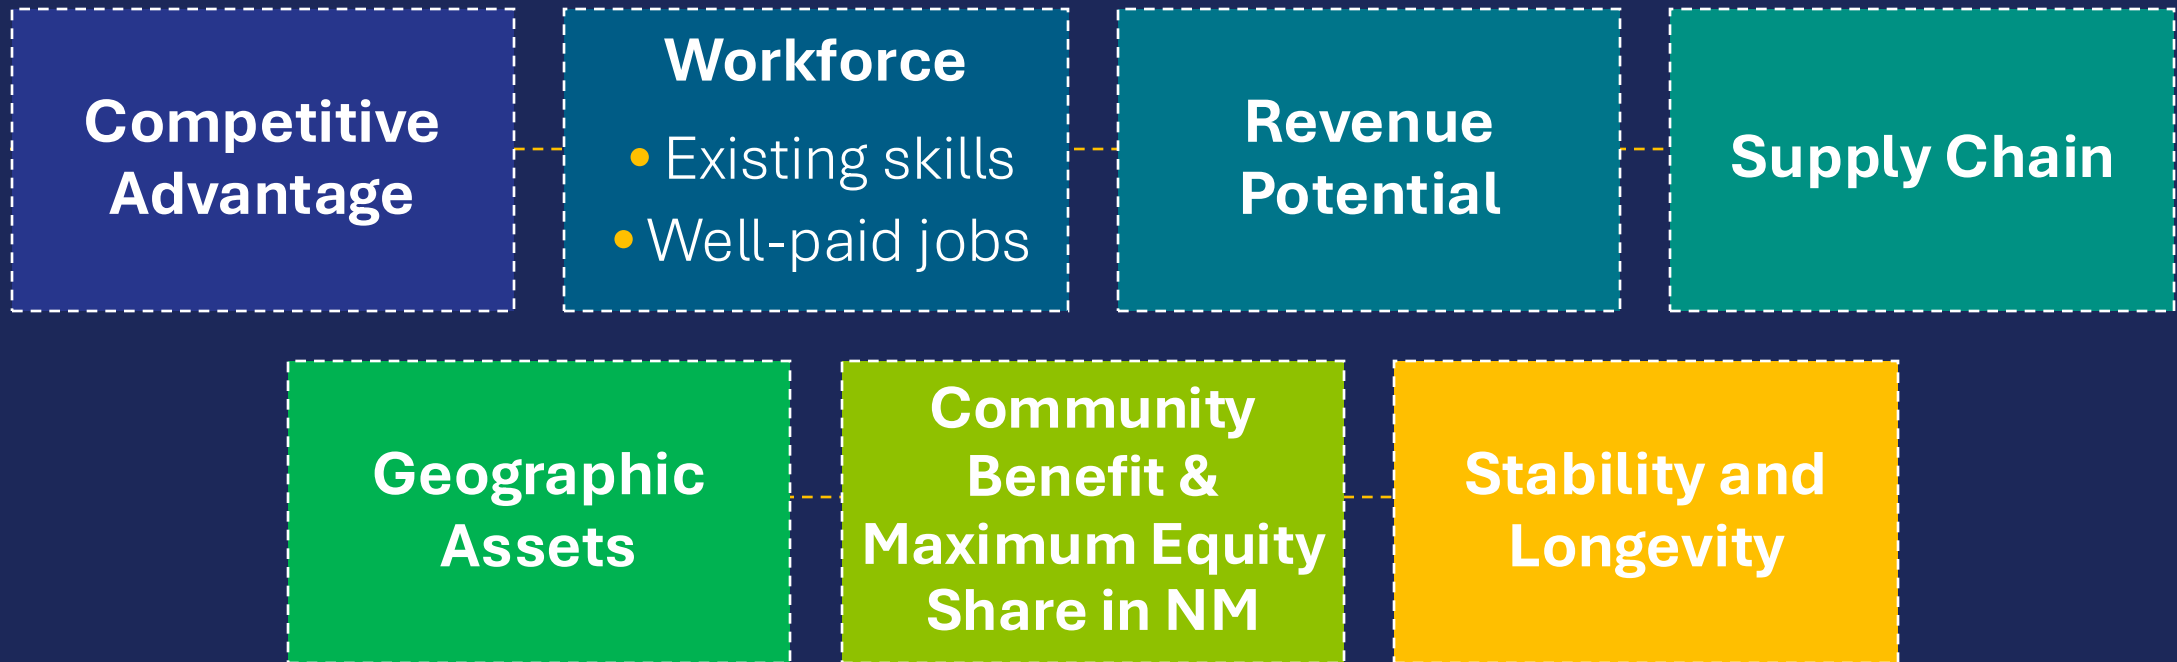 Competitive
Advantage
Workforce
• Existing skills
• Well-paid jobs
Revenue
Potential
Supply Chain
Geographic
Assets
Community
Benefit &
Maximum Equity
Share in NM
Stability and
Longevity